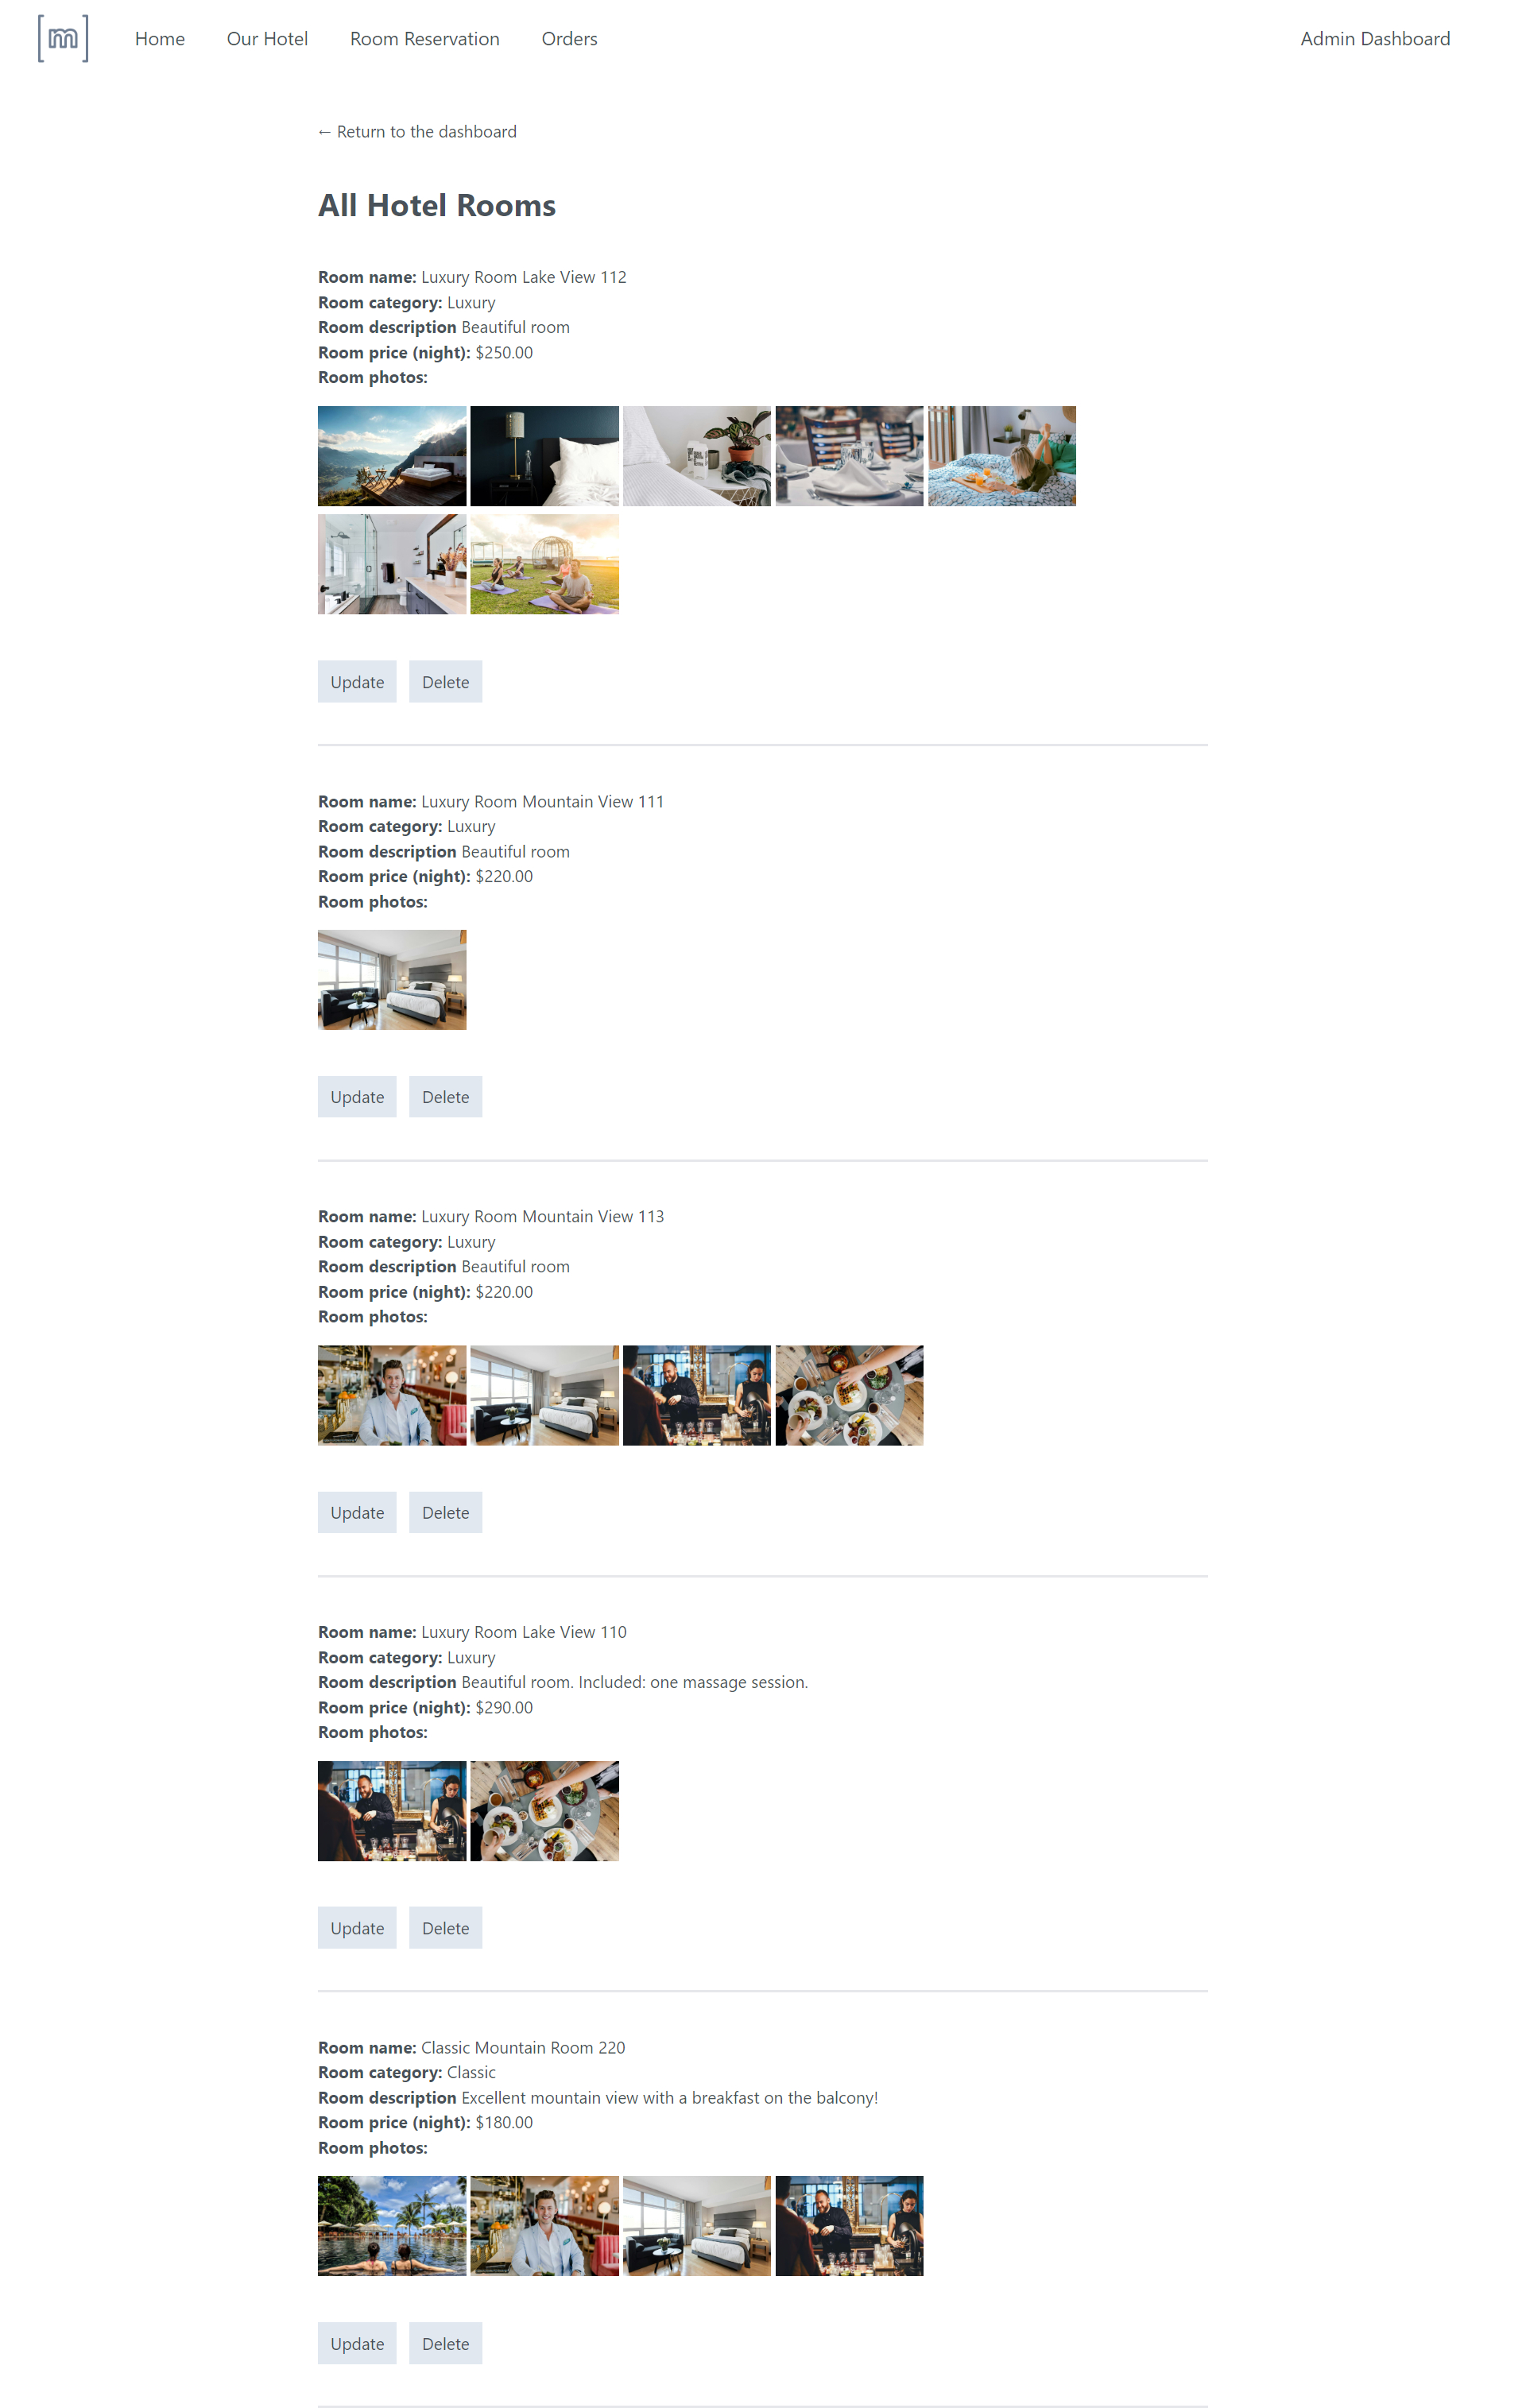 [m]
Home
Our Hotel
Room Reservation
Orders
Admin Dashboard
← Return to the dashboard
All Hotel Rooms
Room name: Luxury Room Lake View 112
Room category: Luxury
Room description Beautiful room
Room price (night): $250.00
Room photos:
Update
Delete
Room name: Luxury Room Mountain View 111
Room category: Luxury
Room description Beautiful room
Room price (night): $220.00
Room photos:
Update
Delete
Room name: Luxury Room Mountain View 113
Room category: Luxury
Room description Beautiful room
Room price (night): $220.00
Room photos:
Update
Delete
Room name: Luxury Room Lake View 110
Room category: Luxury
Room description Beautiful room. Included: one massage session.
Room price (night): $290.00
Room photos:
Update
Delete
Room name: Classic Mountain Room 220
Room category: Classic
Room description Excellent mountain view with a breakfast on the balcony!
Room price (night): $180.00
Room photos:
Update
Delete